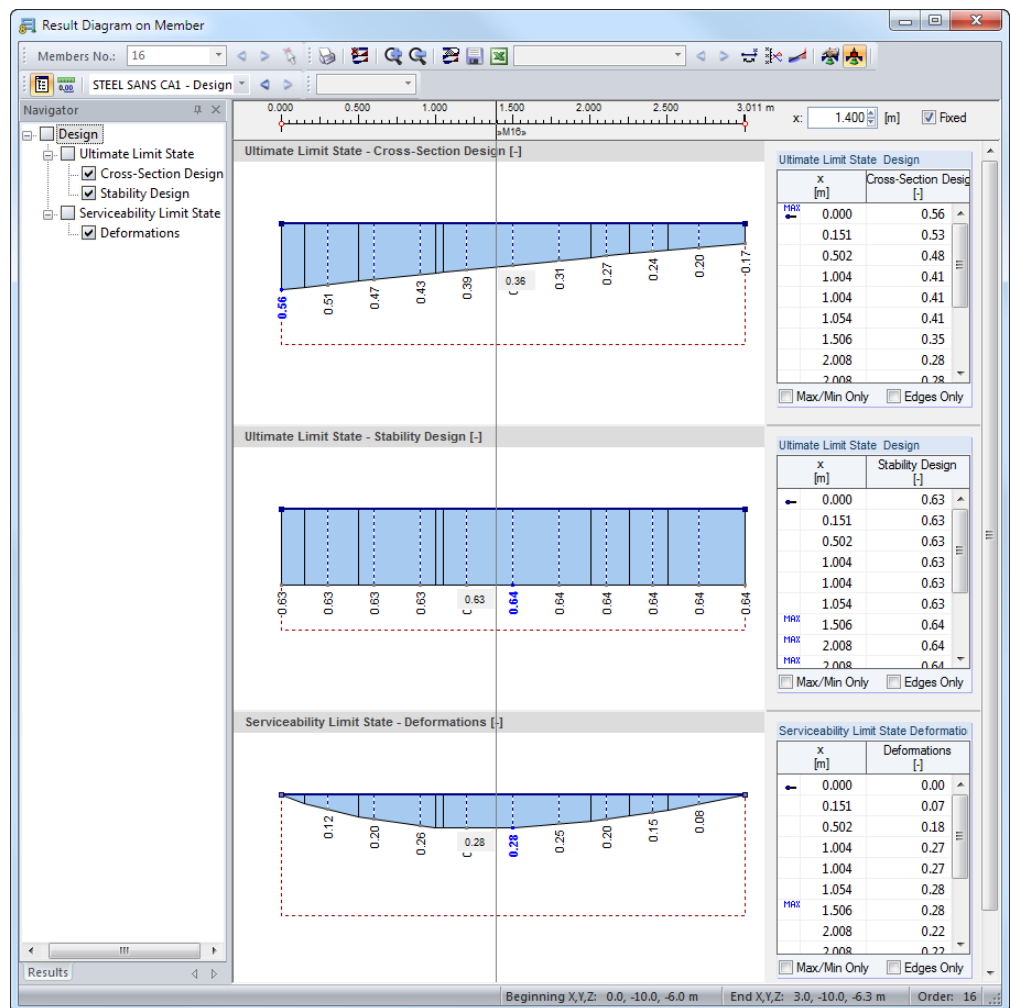 Result Diagram on Member
Members No.: 16
0.00 STEEL SANS CA1 - Design
Navigator
Design
Ultimate Limit State
Cross-Section Design
Stability Design
Serviceability Limit State
Deformations
Results
0.000 0.500 1.000 1.500 2.000 2.500 3.011 m
»M16»
x: 1.400 [m] Fixed
Ultimate Limit State - Cross-Section Design [-]
0.56 0.51 0.47 0.43 0.39 0.36 0.31 0.27 0.24 0.20 0.17
Ultimate Limit State Design
x Cross-Section Desig
[m] [-]
MAX 0.000 0.56
0.151 0.53
0.502 0.48
1.004 0.41
1.004 0.41
1.054 0.41
1.506 0.35
2.008 0.28
2.008 0.28
Max/Min Only Edges Only
Ultimate Limit State - Stability Design [-]
0.63 0.63 0.63 0.63 0.63 0.64 0.64 0.64 0.64 0.64
Ultimate Limit State Design
x Stability Design
[m] [-]
0.000 0.63
0.151 0.63
0.502 0.63
1.004 0.63
1.004 0.63
1.054 0.63
MAX 1.506 0.64
MAX 2.008 0.64
MAX 2.008 0.64
Max/Min Only Edges Only
Serviceability Limit State - Deformations [-]
0.12 0.20 0.26 0.28 0.28 0.25 0.20 0.15 0.08
Serviceability Limit State Deformatio
x Deformations
[m] [-]
0.000 0.00
0.151 0.07
0.502 0.18
1.004 0.27
1.004 0.27
1.054 0.28
MAX 1.506 0.28
2.008 0.22
2.008 0.22
Max/Min Only Edges Only
Beginning X,Y,Z: 0.0, -10.0, -6.0 m End X,Y,Z: 3.0, -10.0, -6.3 m Order: 16